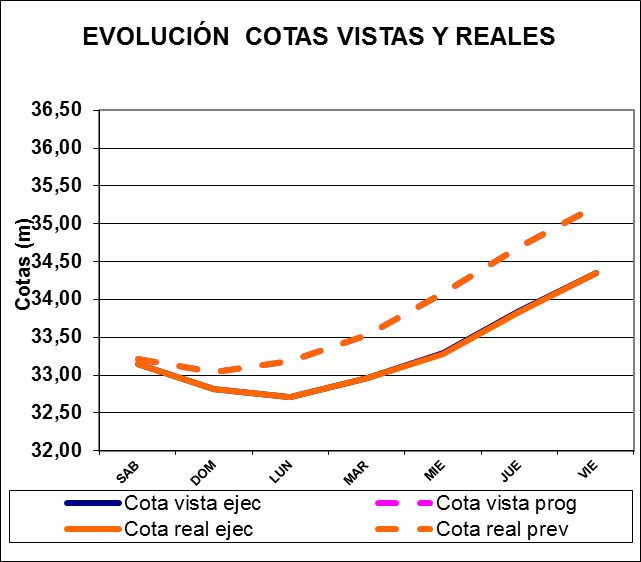 EVOLUCIÓN  COTAS VISTAS Y REALES
Cotas (m)
36,50
36,00
35,50
35,00
34,50
34,00
33,50
33,00
32,50
32,00
SAB DOM LUN MAR MIE JUE VIE
Cota vista ejec Cota vista prog
Cota real ejec Cota real prev